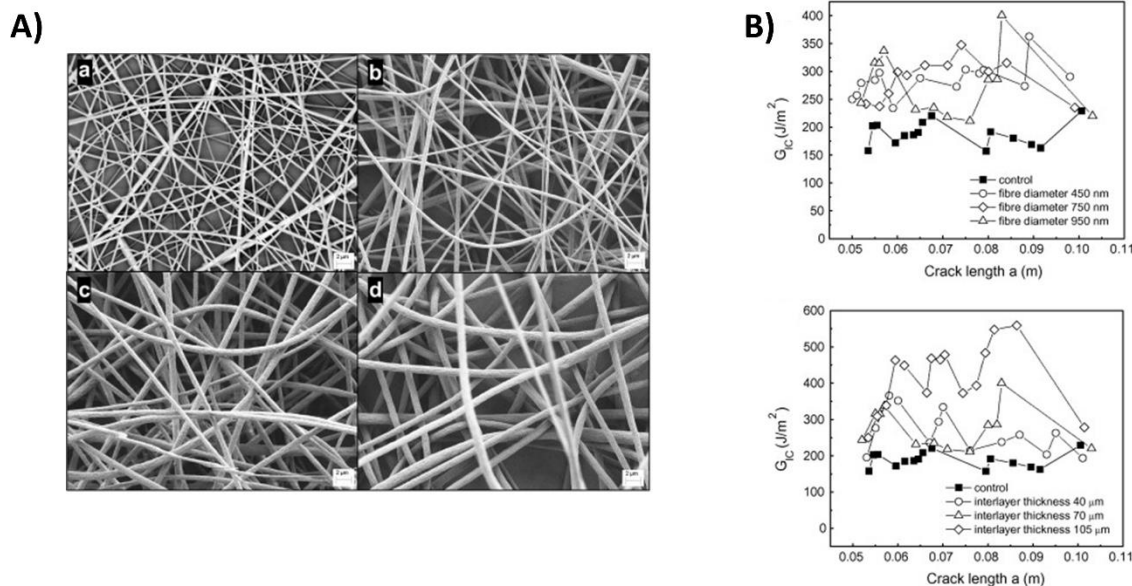 A)
a
b
2 µm
2 µm
c
d
2 µm
2 µm
B)
400
350
300
250
200
150
100
50
0
G_IC (J/m²)
control
fibre diameter 450 nm
fibre diameter 750 nm
fibre diameter 950 nm
0.05 0.06 0.07 0.08 0.09 0.10 0.11
Crack length a (m)
600
500
400
300
200
100
0
G_IC (J/m²)
control
interlayer thickness 40 µm
interlayer thickness 70 µm
interlayer thickness 105 µm
0.05 0.06 0.07 0.08 0.09 0.10 0.11
Crack length a (m)